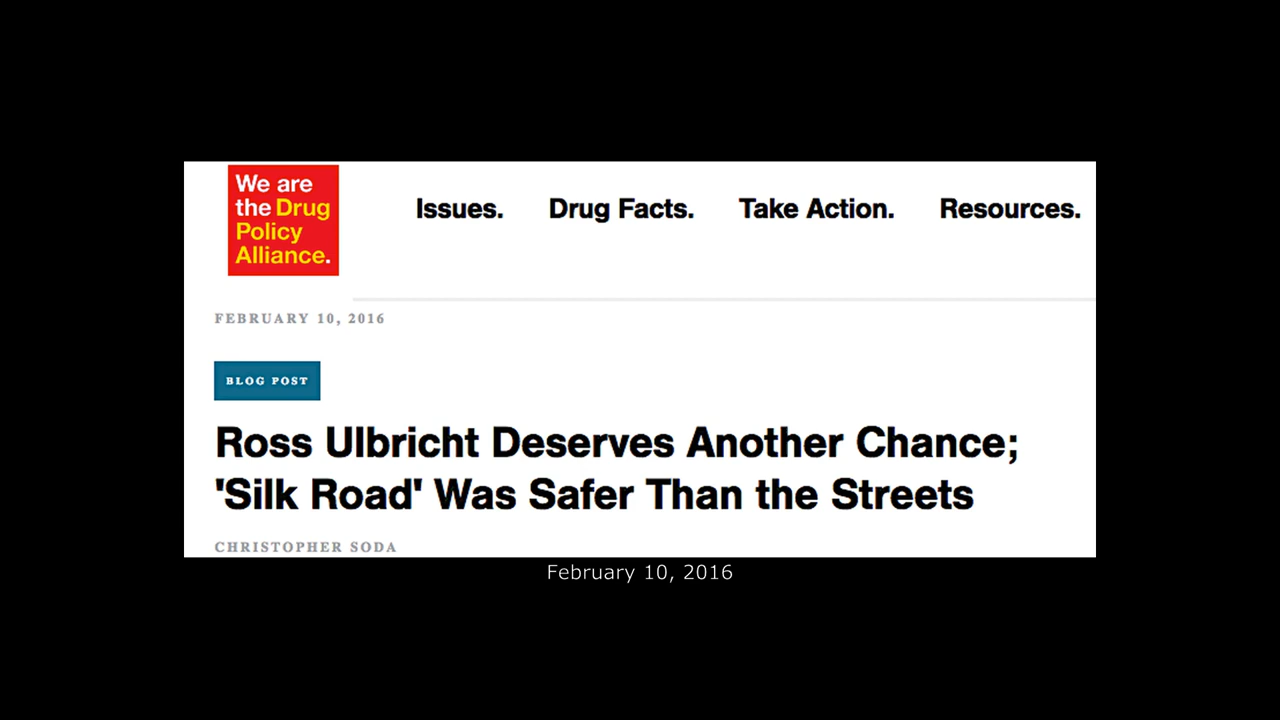 We are
the Drug
Policy
Alliance.
Issues. Drug Facts. Take Action. Resources.
FEBRUARY 10, 2016
BLOG POST
Ross Ulbricht Deserves Another Chance;
'Silk Road' Was Safer Than the Streets
CHRISTOPHER SODA
February 10, 2016